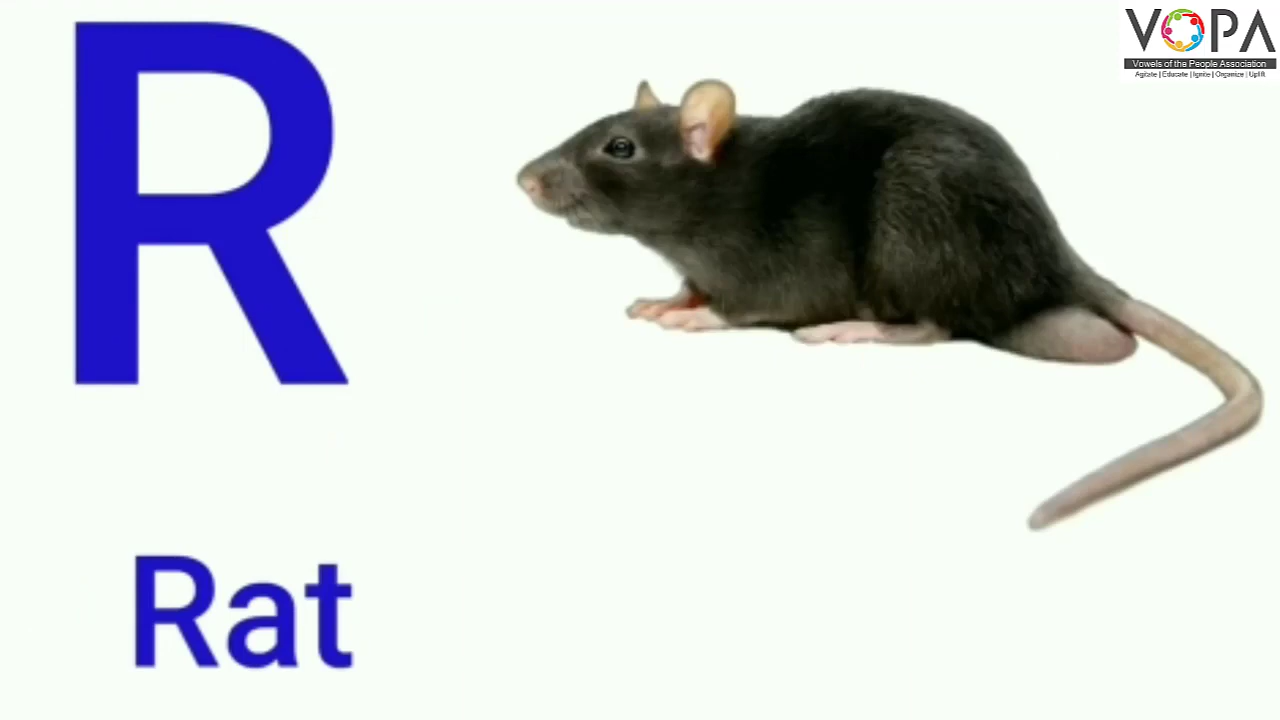 R
Rat
VOPA
Vowels of the People Association
Agitate | Educate | Ignite | Organize | Uplift